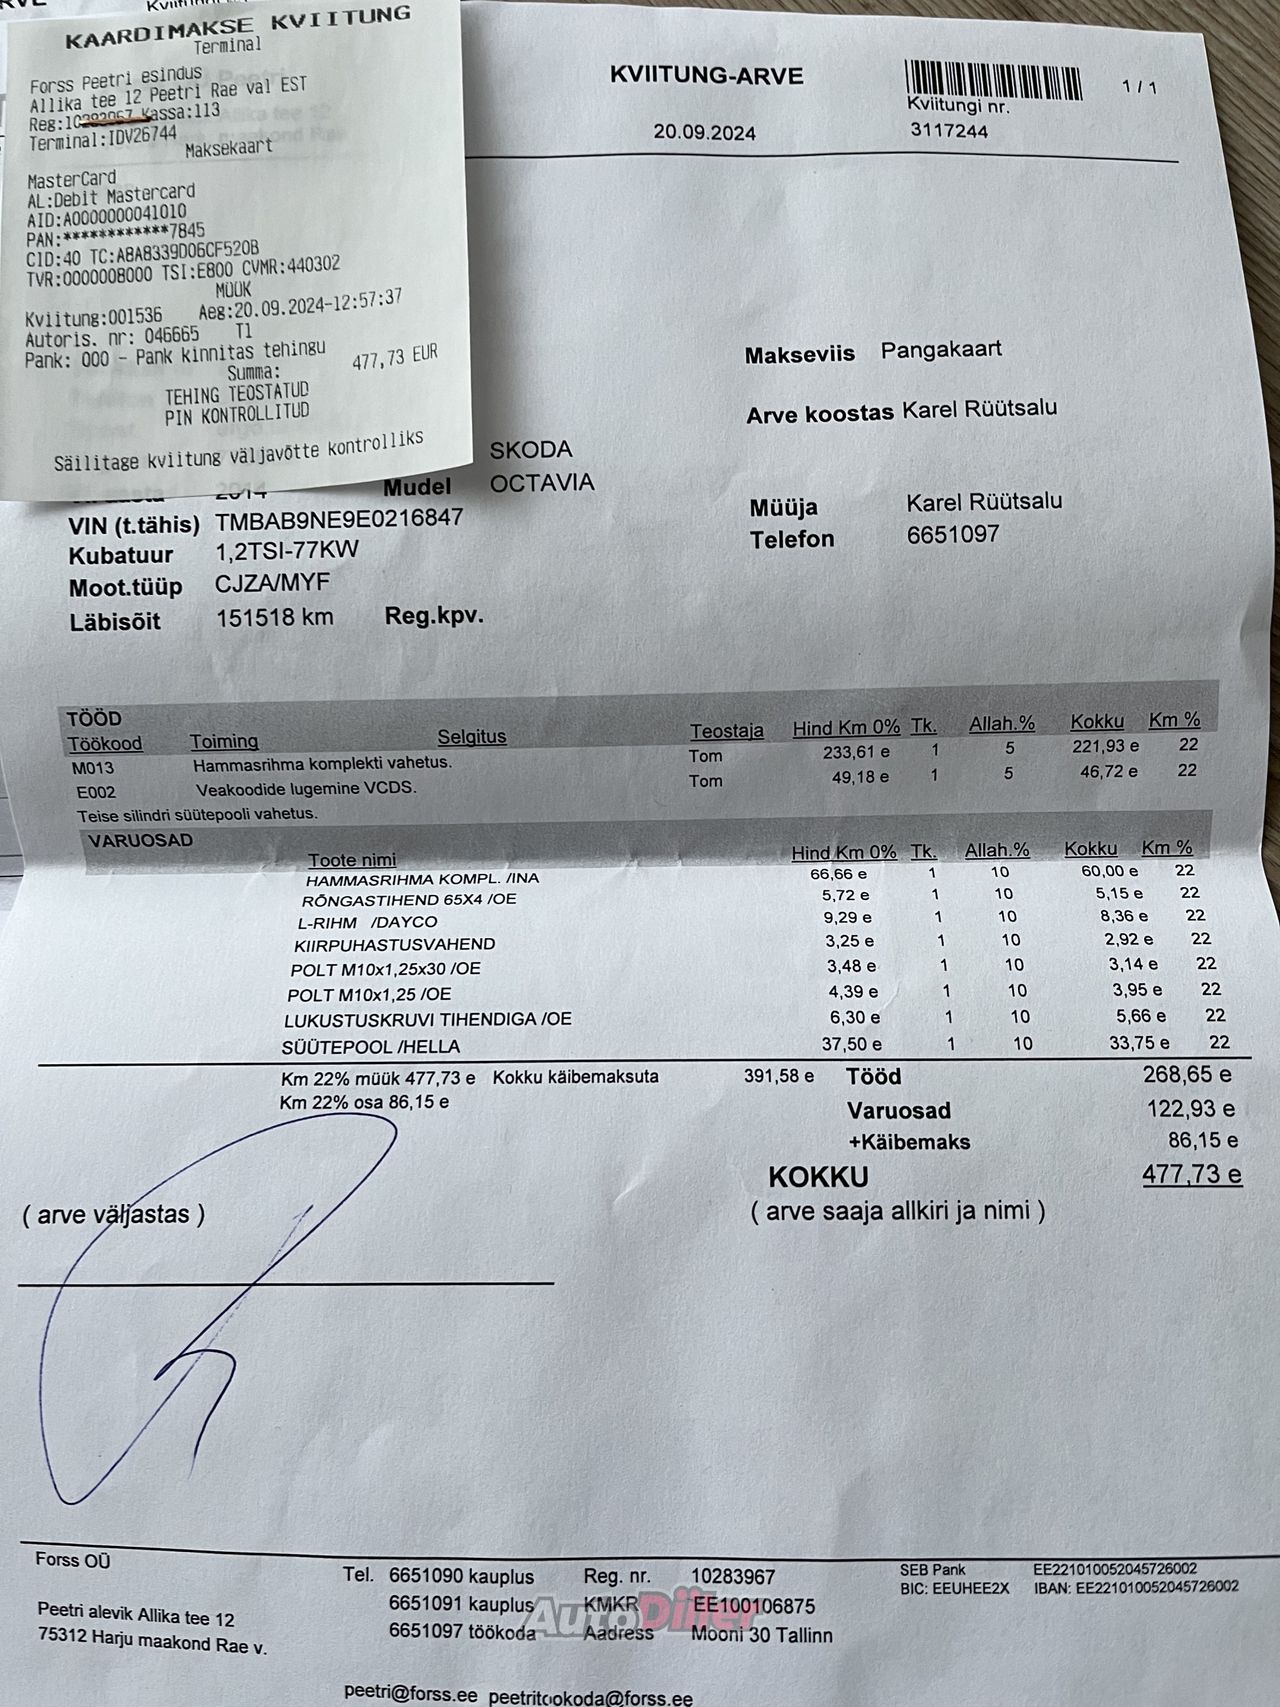 KAARDIMAKSE KVIITUNG
Terminal
Forss Peetri esindus
Allika tee 12 Peetri Rae val EST
Reg:10283967 Kassa:113
Terminal:IDV26744
Maksekaart
MasterCard
AL:Debit Mastercard
AID:A0000000041010
PAN:************7845
CID:40 TC:A8A8339D06CF520B
TVR:0000008000 TSI:E800 CVMR:440302
MÜÜK
Kviitung:001536 Aeg:20.09.2024-12:57:37
Autoris. nr: 046665 T1
Pank: 000 - Pank kinnitas tehingu
Summa: 477,73 EUR
TEHING TEOSTATUD
PIN KONTROLLITUD
Säilitage kviitung väljavõtte kontrolliks
KVIITUNG-ARVE
1 / 1
Kviitungi nr.
20.09.2024 3117244
Makseviis Pangakaart
Arve koostas Karel Rüütsalu
SKODA
2014 Mudel OCTAVIA
VIN (t.tähis) TMBAB9NE9E0216847
Kubatuur 1,2TSI-77KW
Moot.tüüp CJZA/MYF
Läbisõit 151518 km Reg.kpv.
Müüja Karel Rüütsalu
Telefon 6651097
TÖÖD
Töökood Toiming Selgitus Teostaja Hind Km 0% Tk. Allah.% Kokku Km %
M013 Hammasrihma komplekti vahetus. Tom 233,61 e 1 5 221,93 e 22
E002 Veakoodide lugemine VCDS. Tom 49,18 e 1 5 46,72 e 22
Teise silindri süütepooli vahetus.
VARUOSAD
Toote nimi Hind Km 0% Tk. Allah.% Kokku Km %
HAMMASRIHMA KOMPL. /INA 66,66 e 1 10 60,00 e 22
RÕNGASTIHEND 65X4 /OE 5,72 e 1 10 5,15 e 22
L-RIHM /DAYCO 9,29 e 1 10 8,36 e 22
KIIRPUHASTUSVAHEND 3,25 e 1 10 2,92 e 22
POLT M10x1,25x30 /OE 3,48 e 1 10 3,14 e 22
POLT M10x1,25 /OE 4,39 e 1 10 3,95 e 22
LUKUSTUSKRUVI TIHENDIGA /OE 6,30 e 1 10 5,66 e 22
SÜÜTEPOOL /HELLA 37,50 e 1 10 33,75 e 22
Km 22% müük 477,73 e Kokku käibemaksuta 391,58 e Tööd 268,65 e
Km 22% osa 86,15 e Varuosad 122,93 e
+Käibemaks 86,15 e
KOKKU 477,73 e
( arve väljastas ) ( arve saaja allkiri ja nimi )
Forss OÜ
Peetri alevik Allika tee 12
75312 Harju maakond Rae v.
Tel. 6651090 kauplus
6651091 kauplus
6651097 töökoda
Reg. nr. 10283967
KMKR EE100106875
Aadress Mooni 30 Tallinn
SEB Pank EE221010052045726002
BIC: EEUHEE2X IBAN: EE221010052045726002
AutoDiiler
peetri@forss.ee peetritookoda@forss.ee